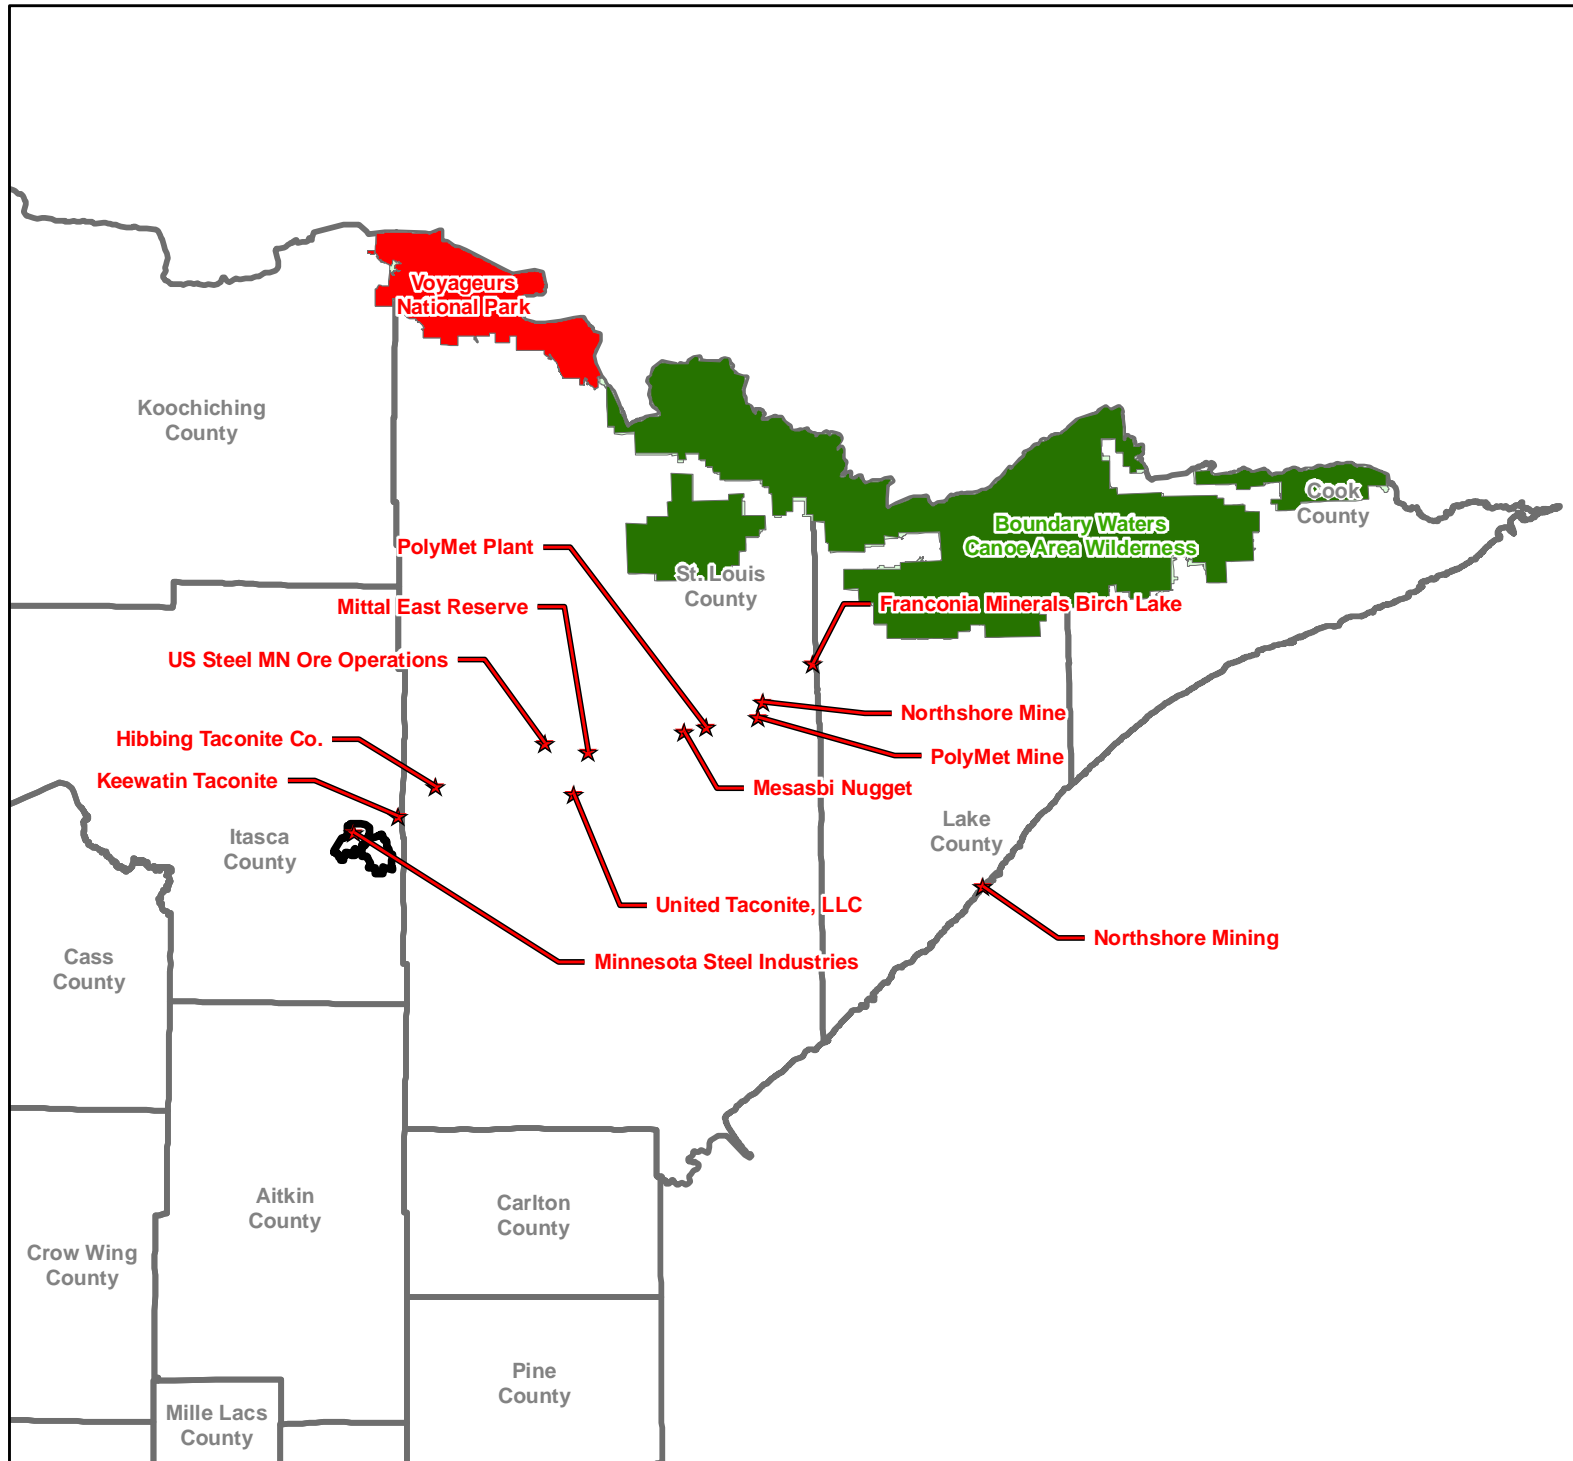 Voyageurs
National Park
Koochiching
County
Cook
County
Boundary Waters
Canoe Area Wilderness
PolyMet Plant
St. Louis
County
Mittal East Reserve
Franconia Minerals Birch Lake
US Steel MN Ore Operations
Northshore Mine
Hibbing Taconite Co.
PolyMet Mine
Keewatin Taconite
Mesasbi Nugget
Itasca
County
Lake
County
United Taconite, LLC
Northshore Mining
Minnesota Steel Industries
Cass
County
Aitkin
County
Carlton
County
Crow Wing
County
Pine
County
Mille Lacs
County